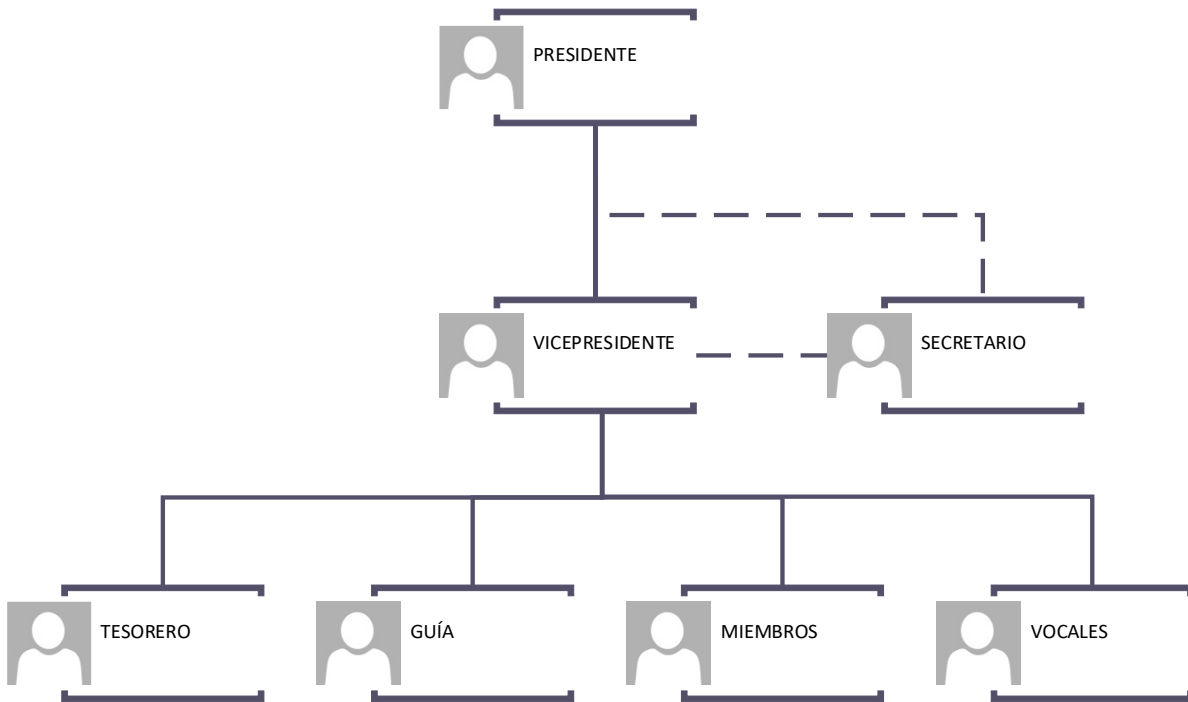 PRESIDENTE
VICEPRESIDENTE
SECRETARIO
TESORERO
GUÍA
MIEMBROS
VOCALES